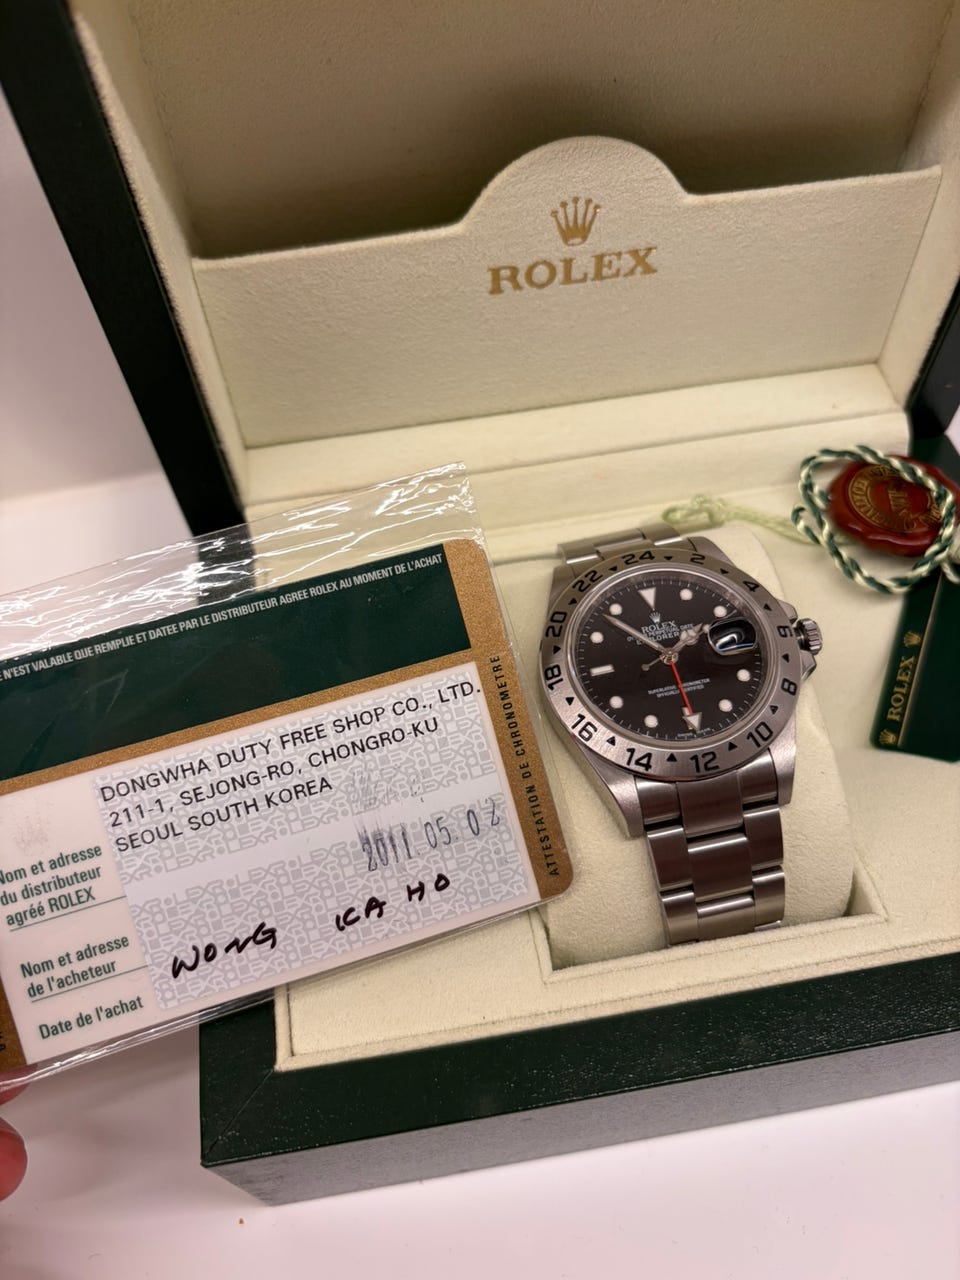 ROLEX
E N'EST VALABLE QUE REMPLIE ET DATEE PAR LE DISTRIBUTEUR AGREE ROLEX AU MOMENT DE L'ACHAT
DONGWHA DUTY FREE SHOP CO., LTD.
211-1, SEJONG-RO, CHONGRO-KU
SEOUL SOUTH KOREA
2011.05.02
Nom et adresse
du distributeur
agréé ROLEX
WONG KA HO
Nom et adresse
de l'acheteur
Date de l'achat
ATTESTATION DE CHRONOMETRE
24 2 4 6 8 10 12 14 16 18 20 22
ROLEX
OYSTER PERPETUAL DATE
EXPLORER II
SUPERLATIVE CHRONOMETER
OFFICIALLY CERTIFIED
ROLEX